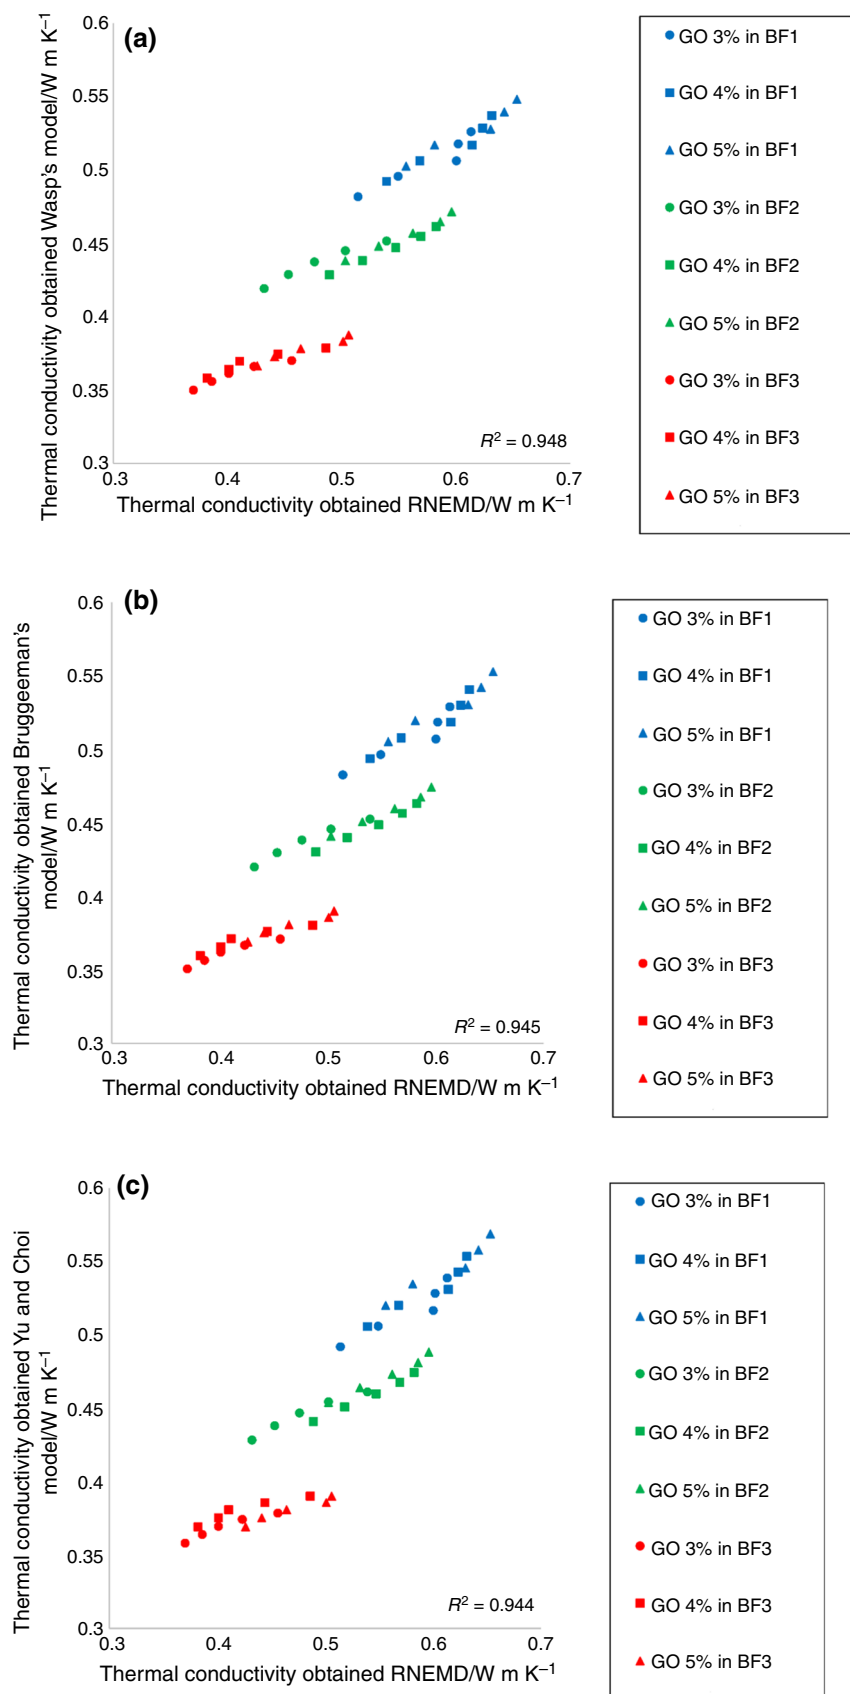 (a)
Thermal conductivity obtained Wasp's model/W m K⁻¹
0.6
0.55
0.5
0.45
0.4
0.35
0.3
0.3 0.4 0.5 0.6 0.7
R² = 0.948
Thermal conductivity obtained RNEMD/W m K⁻¹
GO 3% in BF1
GO 4% in BF1
GO 5% in BF1
GO 3% in BF2
GO 4% in BF2
GO 5% in BF2
GO 3% in BF3
GO 4% in BF3
GO 5% in BF3
(b)
Thermal conductivity obtained Bruggeeman's
model/W m K⁻¹
0.6
0.55
0.5
0.45
0.4
0.35
0.3
0.3 0.4 0.5 0.6 0.7
R² = 0.945
Thermal conductivity obtained RNEMD/W m K⁻¹
GO 3% in BF1
GO 4% in BF1
GO 5% in BF1
GO 3% in BF2
GO 4% in BF2
GO 5% in BF2
GO 3% in BF3
GO 4% in BF3
GO 5% in BF3
(c)
Thermal conductivity obtained Yu and Choi
model/W m K⁻¹
0.6
0.55
0.5
0.45
0.4
0.35
0.3
0.3 0.4 0.5 0.6 0.7
R² = 0.944
Thermal conductivity obtained RNEMD/W m K⁻¹
GO 3% in BF1
GO 4% in BF1
GO 5% in BF1
GO 3% in BF2
GO 4% in BF2
GO 5% in BF2
GO 3% in BF3
GO 4% in BF3
GO 5% in BF3